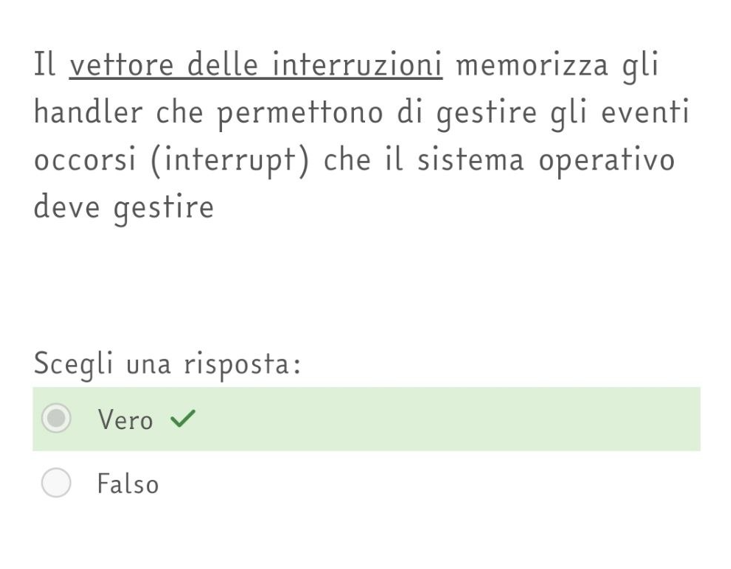 Il vettore delle interruzioni memorizza gli
handler che permettono di gestire gli eventi
occorsi (interrupt) che il sistema operativo
deve gestire
Scegli una risposta:
Vero ✓
Falso